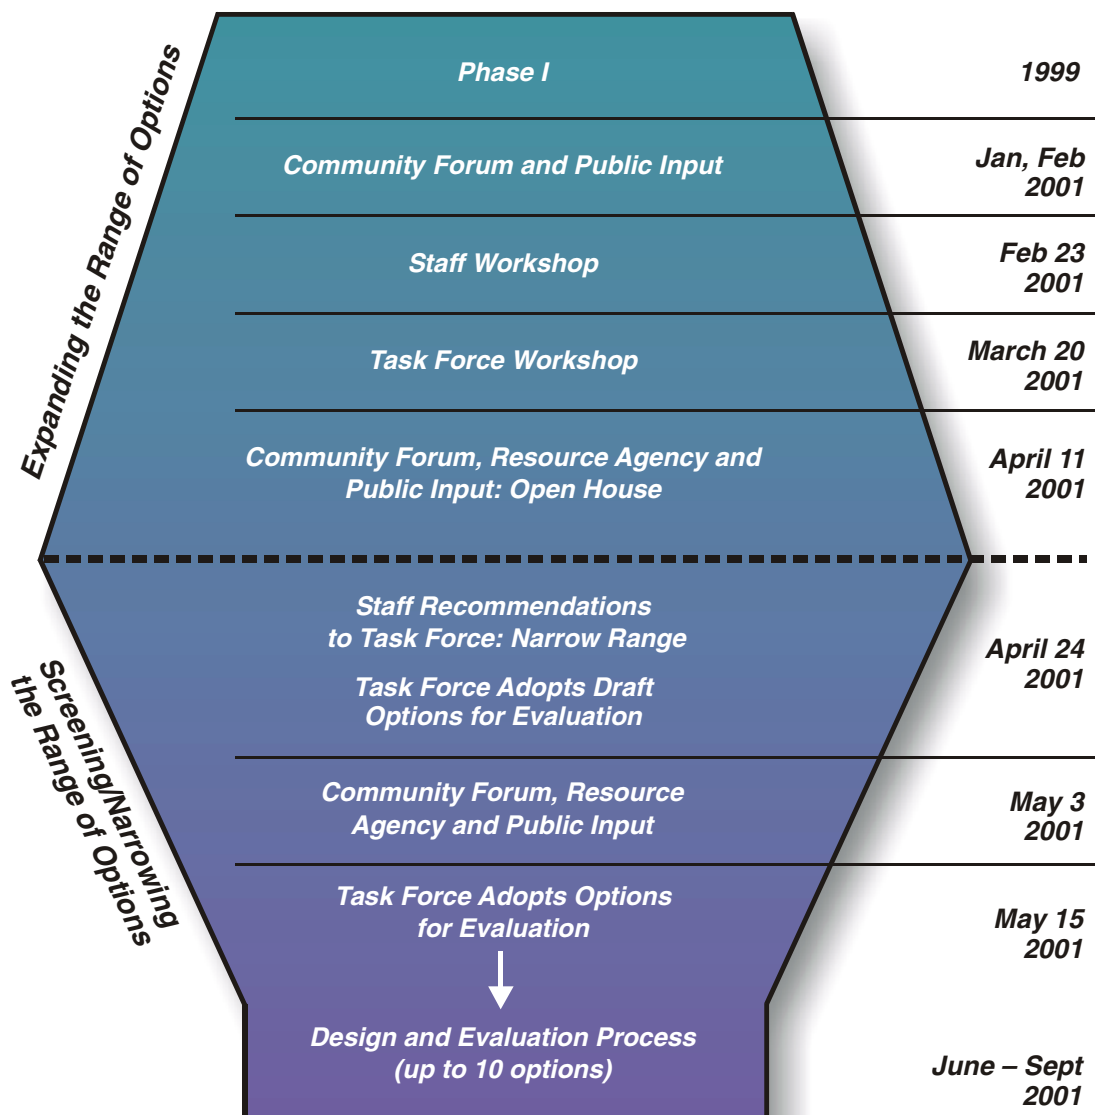 Expanding the Range of Options
Phase I
1999
Community Forum and Public Input
Jan, Feb
2001
Staff Workshop
Feb 23
2001
Task Force Workshop
March 20
2001
Community Forum, Resource Agency and
Public Input: Open House
April 11
2001
Screening/Narrowing
the Range of Options
Staff Recommendations
to Task Force: Narrow Range
Task Force Adopts Draft
Options for Evaluation
April 24
2001
Community Forum, Resource
Agency and Public Input
May 3
2001
Task Force Adopts Options
for Evaluation
May 15
2001
Design and Evaluation Process
(up to 10 options)
June – Sept
2001